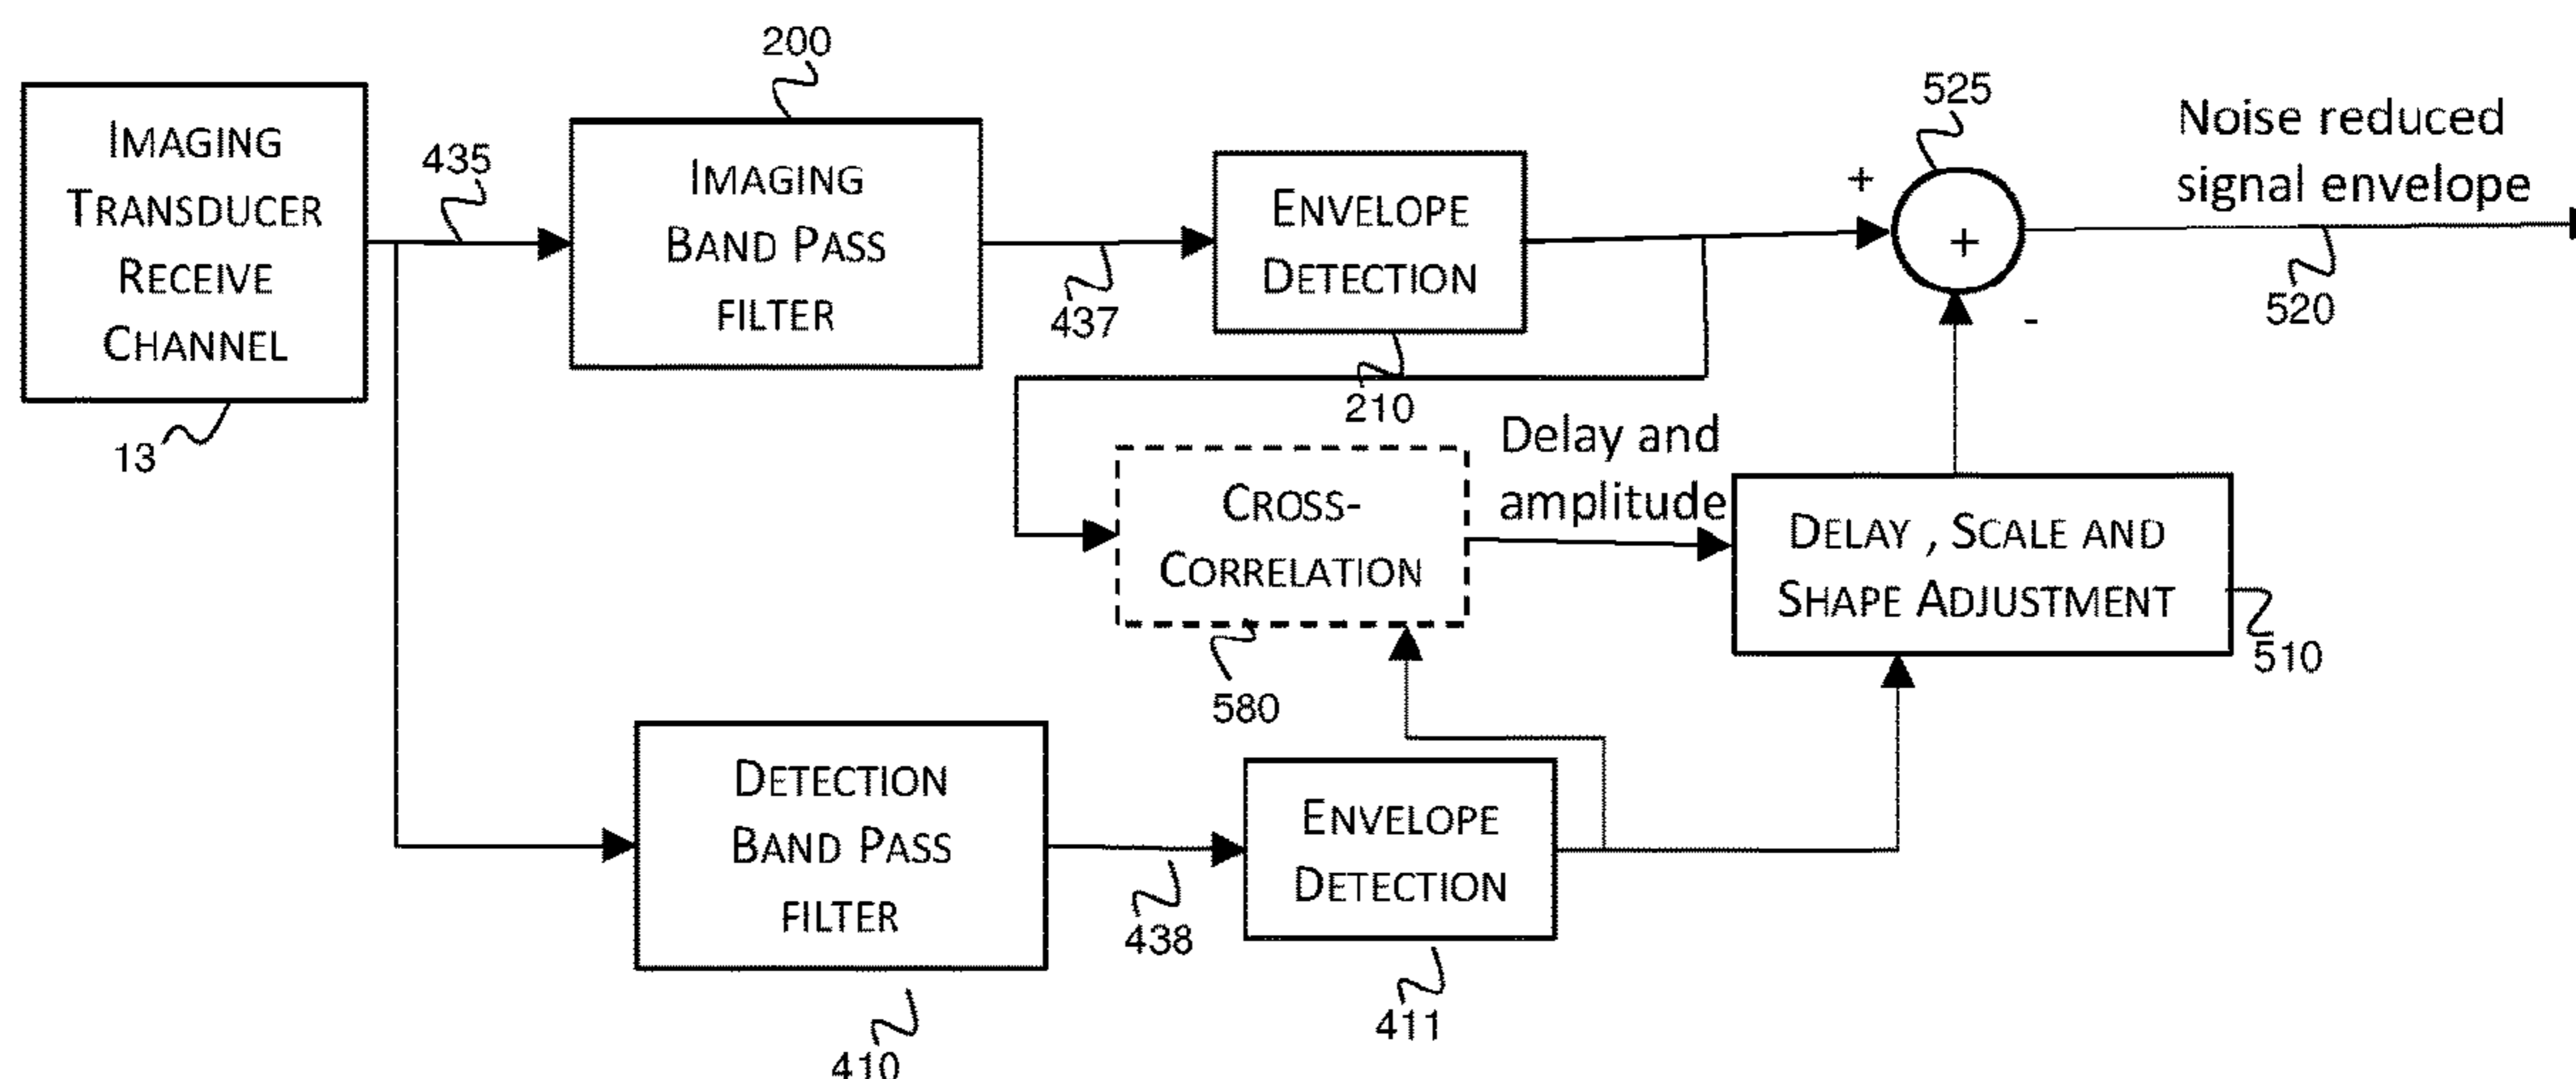 200
525
IMAGING
TRANSDUCER
RECEIVE
CHANNEL
13
435
IMAGING
BAND PASS
FILTER
437
ENVELOPE
DETECTION
210
+
+
-
Noise reduced
signal envelope
520
CROSS-
CORRELATION
580
Delay and
amplitude
DELAY , SCALE AND
SHAPE ADJUSTMENT
510
DETECTION
BAND PASS
FILTER
410
438
ENVELOPE
DETECTION
411